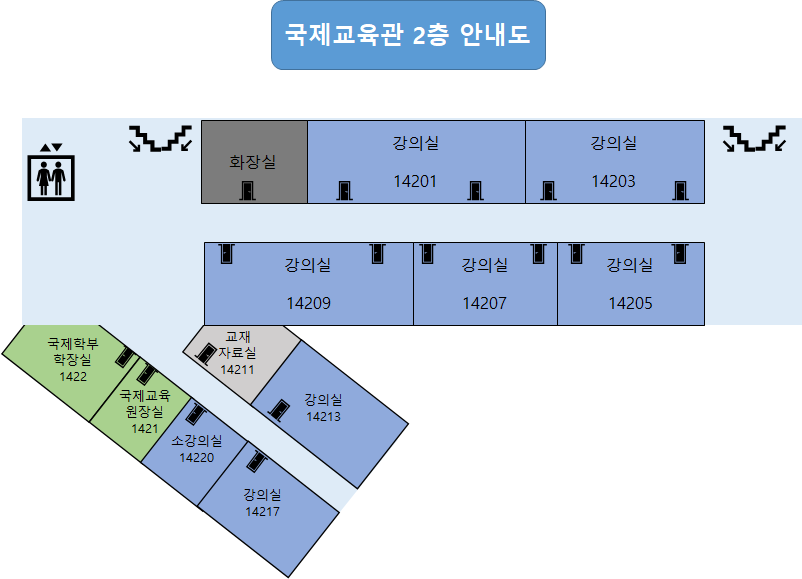 국제교육관 2층 안내도
화장실
강의실
14201
강의실
14203
강의실
14209
강의실
14207
강의실
14205
국제학부
학장실
1422
국제교육
원장실
1421
소강의실
14220
강의실
14217
교재
자료실
14211
강의실
14213